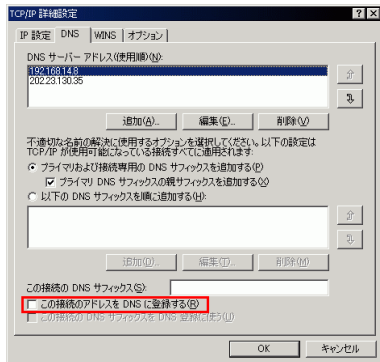 TCP/IP 詳細設定
IP 設定 DNS WINS オプション
DNS サーバー アドレス(使用順)(N):
192.168.14.8
202.23.130.35
追加(A)... 編集(E)... 削除(V)
不適切な名前の解決に使用するオプションを選択してください。以下の設定は
TCP/IP が使用可能になっている接続すべてに適用されます:
プライマリおよび接続専用の DNS サフィックスを追加する(P)
プライマリ DNS サフィックスの親サフィックスを追加する(X)
以下の DNS サフィックスを順に追加する(H):
追加(D)... 編集(T)... 削除(M)
この接続の DNS サフィックス(S):
この接続のアドレスを DNS に登録する(R)
この接続の DNS サフィックスを DNS 登録に使う(U)
OK キャンセル